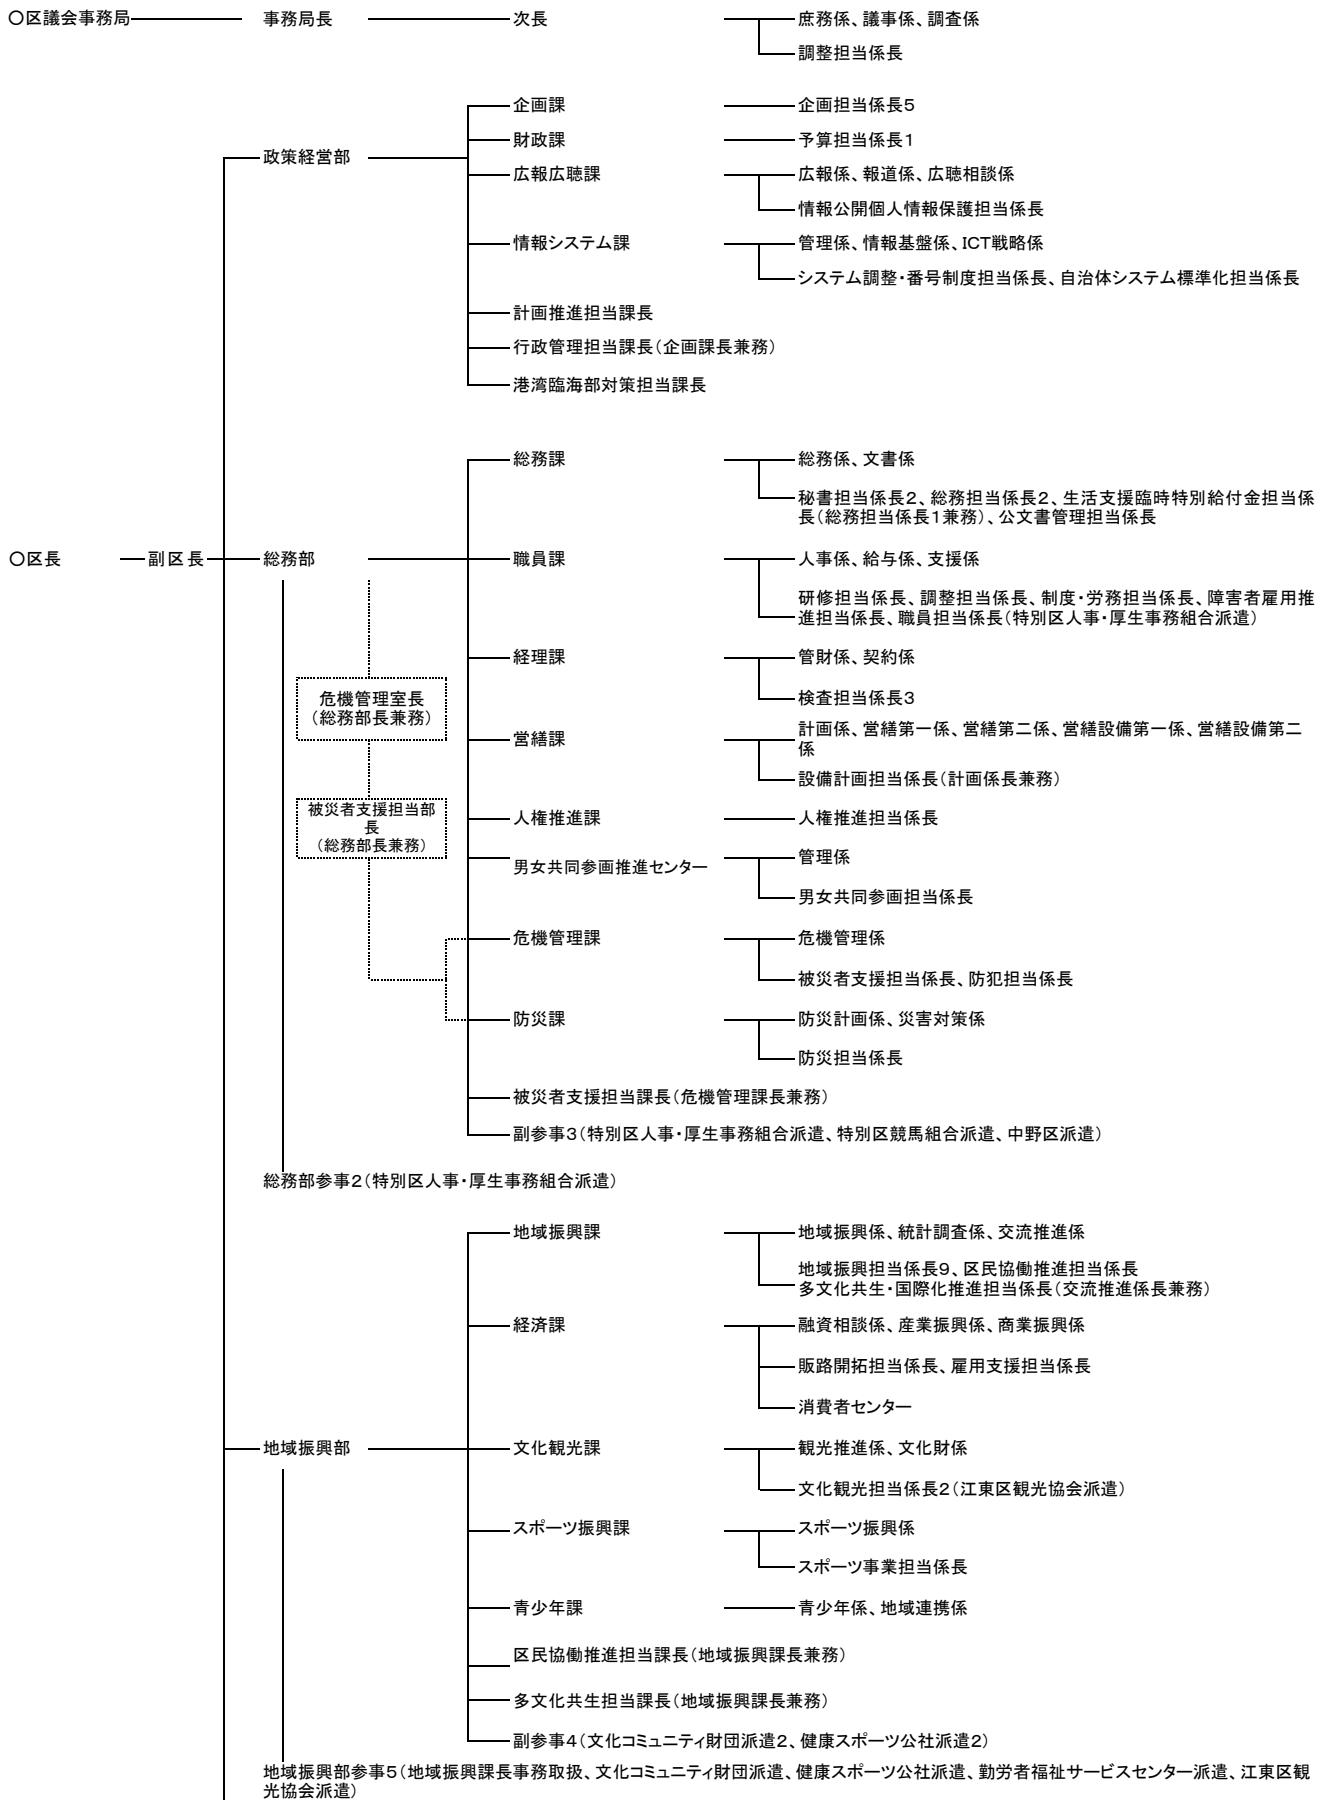 〇区議会事務局 事務局長 次長 庶務係、議事係、調査係
調整担当係長
企画課 企画担当係長5
財政課 予算担当係長1
政策経営部
広報広聴課 広報係、報道係、広聴相談係
情報公開個人情報保護担当係長
情報システム課 管理係、情報基盤係、ICT戦略係
システム調整・番号制度担当係長、自治体システム標準化担当係長
計画推進担当課長
行政管理担当課長(企画課長兼務)
港湾臨海部対策担当課長
総務課 総務係、文書係
秘書担当係長2、総務担当係長2、生活支援臨時特別給付金担当係
長(総務担当係長1兼務)、公文書管理担当係長
〇区長 副区長 総務部 職員課 人事係、給与係、支援係
研修担当係長、調整担当係長、制度・労務担当係長、障害者雇用推
進担当係長、職員担当係長(特別区人事・厚生事務組合派遣)
経理課 管財係、契約係
検査担当係長3
危機管理室長
(総務部長兼務)
営繕課 計画係、営繕第一係、営繕第二係、営繕設備第一係、営繕設備第二
係
設備計画担当係長(計画係長兼務)
被災者支援担当部
長
(総務部長兼務)
人権推進課 人権推進担当係長
男女共同参画推進センター 管理係
男女共同参画担当係長
危機管理課 危機管理係
被災者支援担当係長、防犯担当係長
防災課 防災計画係、災害対策係
防災担当係長
被災者支援担当課長(危機管理課長兼務)
副参事3(特別区人事・厚生事務組合派遣、特別区競馬組合派遣、中野区派遣)
総務部参事2(特別区人事・厚生事務組合派遣)
地域振興課 地域振興係、統計調査係、交流推進係
地域振興担当係長9、区民協働推進担当係長
多文化共生・国際化推進担当係長(交流推進係長兼務)
経済課 融資相談係、産業振興係、商業振興係
販路開拓担当係長、雇用支援担当係長
消費者センター
地域振興部 文化観光課 観光推進係、文化財係
文化観光担当係長2(江東区観光協会派遣)
スポーツ振興課 スポーツ振興係
スポーツ事業担当係長
青少年課 青少年係、地域連携係
区民協働推進担当課長(地域振興課長兼務)
多文化共生担当課長(地域振興課長兼務)
副参事4(文化コミュニティ財団派遣2、健康スポーツ公社派遣2)
地域振興部参事5(地域振興課長事務取扱、文化コミュニティ財団派遣、健康スポーツ公社派遣、勤労者福祉サービスセンター派遣、江東区観
光協会派遣)